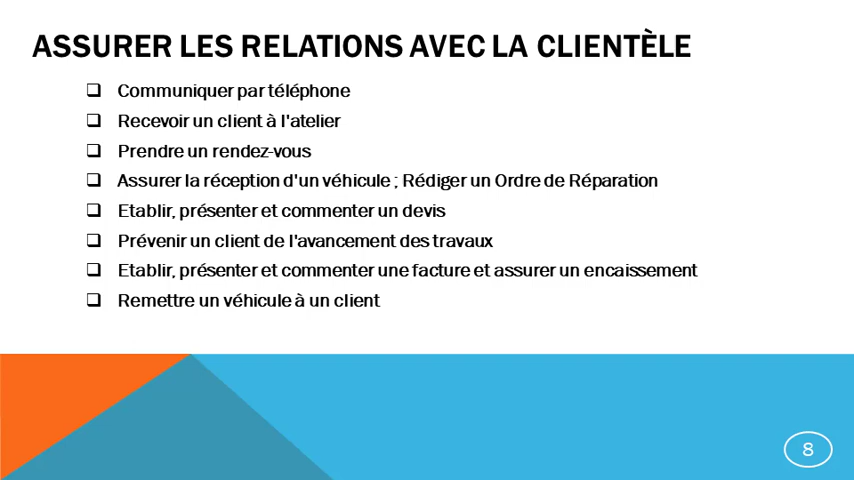 ASSURER LES RELATIONS AVEC LA CLIENTÈLE
❑ Communiquer par téléphone
❑ Recevoir un client à l'atelier
❑ Prendre un rendez-vous
❑ Assurer la réception d'un véhicule ; Rédiger un Ordre de Réparation
❑ Etablir, présenter et commenter un devis
❑ Prévenir un client de l'avancement des travaux
❑ Etablir, présenter et commenter une facture et assurer un encaissement
❑ Remettre un véhicule à un client
8